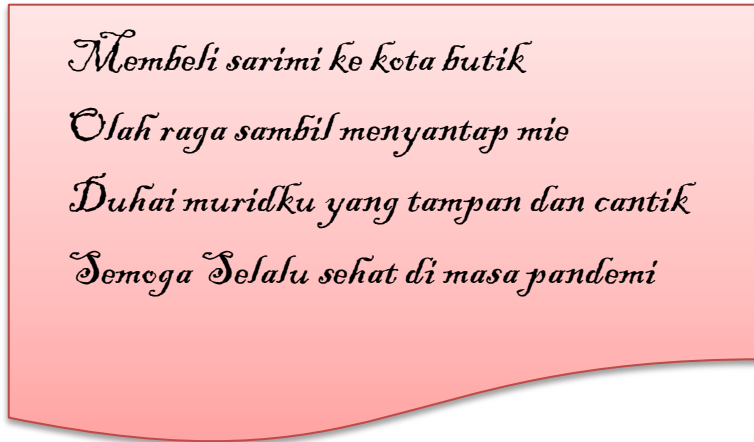 Membeli sarimi ke kota butik
Olah raga sambil menyantap mie
Duhai muridku yang tampan dan cantik
Semoga Selalu sehat di masa pandemi